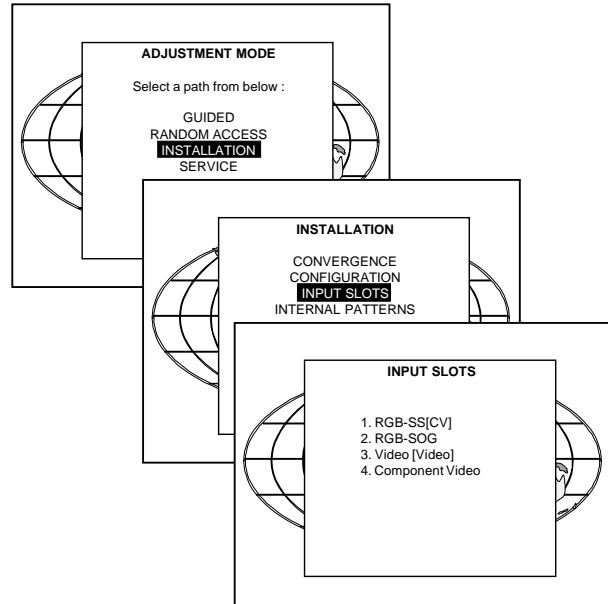 ADJUSTMENT MODE
Select a path from below :
GUIDED
RANDOM ACCESS
INSTALLATION
SERVICE
INSTALLATION
CONVERGENCE
CONFIGURATION
INPUT SLOTS
INTERNAL PATTERNS
INPUT SLOTS
1. RGB-SS[CV]
2. RGB-SOG
3. Video [Video]
4. Component Video